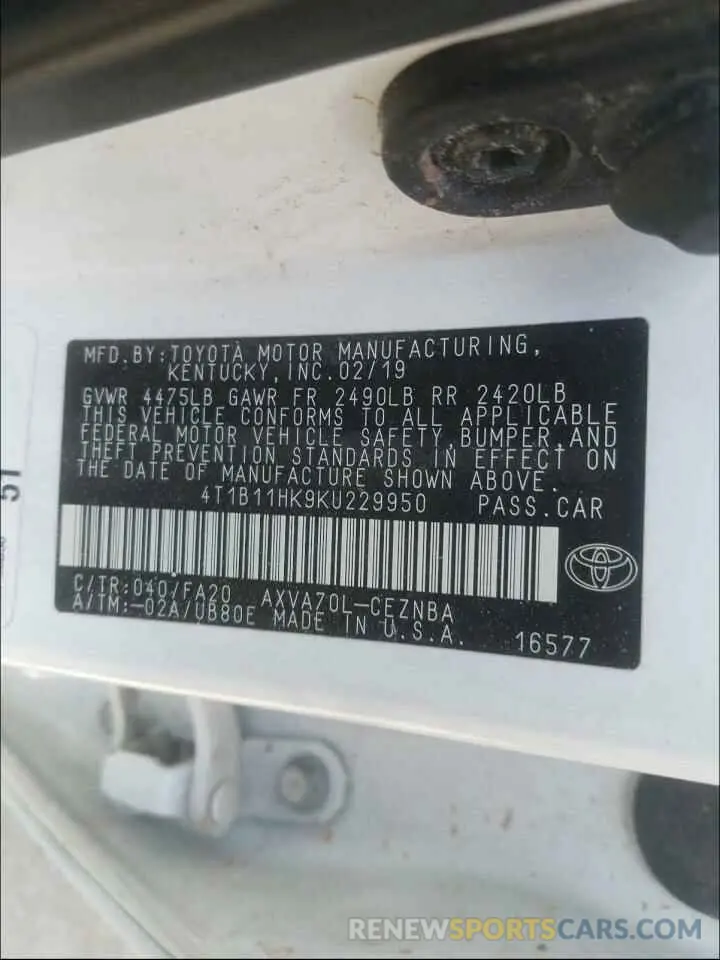 MFD.BY:TOYOTA MOTOR MANUFACTURING,
KENTUCKY,INC.02/19
GVWR 4475LB GAWR FR 2490LB RR 2420LB
THIS VEHICLE CONFORMS TO ALL APPLICABLE
FEDERAL MOTOR VEHICLE SAFETY,BUMPER,AND
THEFT PREVENTION STANDARDS IN EFFECT ON
THE DATE OF MANUFACTURE SHOWN ABOVE.
4T1B11HK9KU229950 PASS.CAR
C/TR:040/FA20 AXVA70L-CEZNBA
A/TM:-02A/UB80E MADE IN U.S.A. 16577
51
RENEWSPORTSCARS.COM